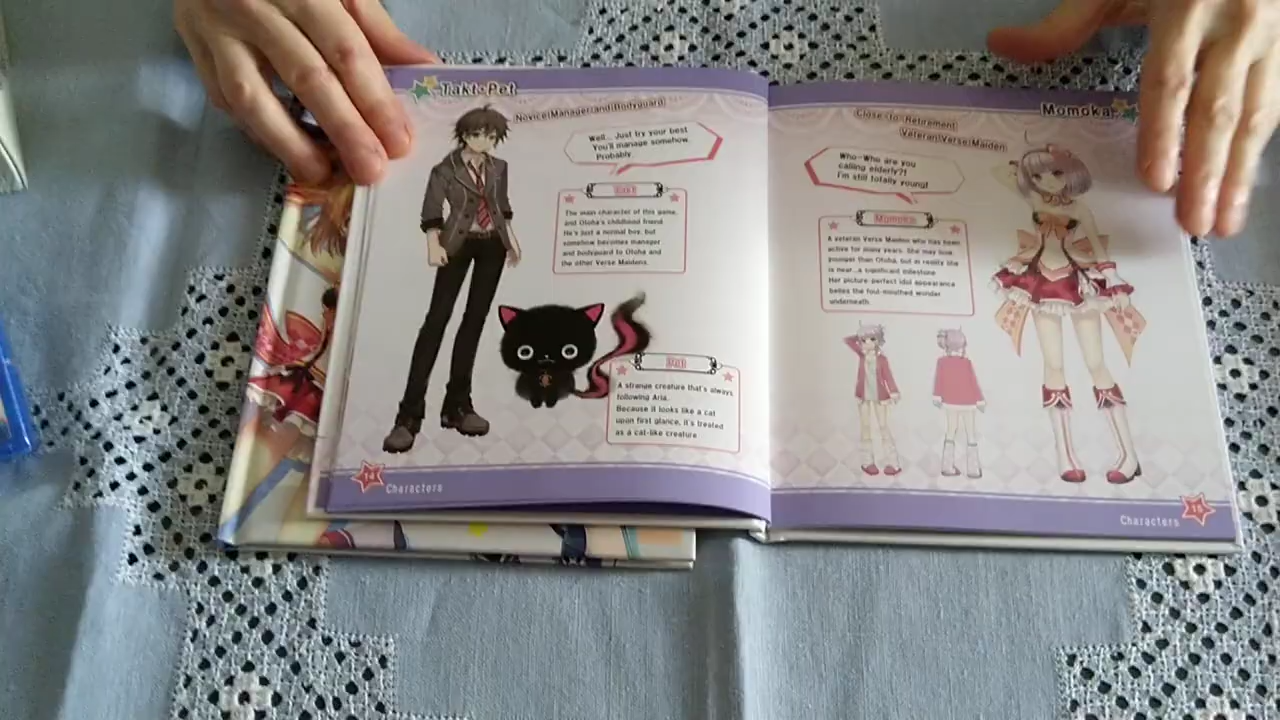 Takt•Pet
Novice Manager and Bodyguard
Well... Just try your best
You'll manage somehow.
Probably.
Takt
The main character of this game,
and Otoha's childhood friend.
He's just a normal boy, but
somehow becomes manager
and bodyguard to Otoha and
the other Verse Maidens.
Pet
A strange creature that's always
following Aria.
Because it looks like a cat
upon first glance, it's treated
as a cat-like creature
14
Characters
Momoka
Close-to-Retirement
Veteran Verse Maiden
Who-Who are you
calling elderly?!
I'm still totally young!
Momoka
A veteran Verse Maiden who has been
active for many years. She may look
younger than Otoha, but in reality she
is near...a significant milestone
Her picture-perfect idol appearance
belies the foul-mouthed wonder
underneath.
Characters
15